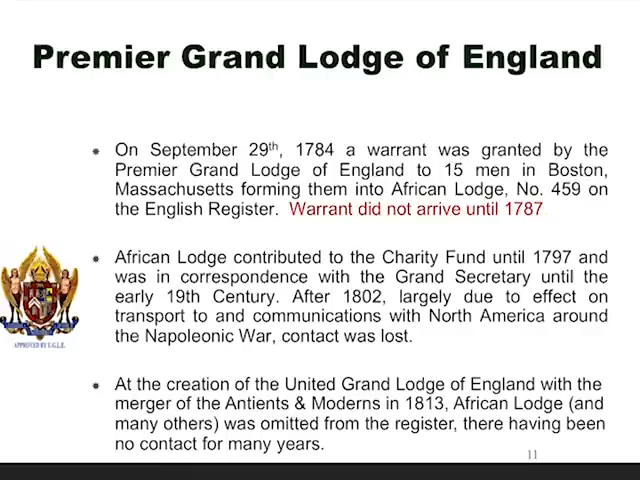 Premier Grand Lodge of England
On September 29th, 1784 a warrant was granted by the
Premier Grand Lodge of England to 15 men in Boston,
Massachusetts forming them into African Lodge, No. 459 on
the English Register. Warrant did not arrive until 1787
African Lodge contributed to the Charity Fund until 1797 and
was in correspondence with the Grand Secretary until the
early 19th Century. After 1802, largely due to effect on
transport to and communications with North America around
the Napoleonic War, contact was lost.
APPROVED BY U.G.L.E.
At the creation of the United Grand Lodge of England with the
merger of the Antients & Moderns in 1813, African Lodge (and
many others) was omitted from the register, there having been
no contact for many years.
11